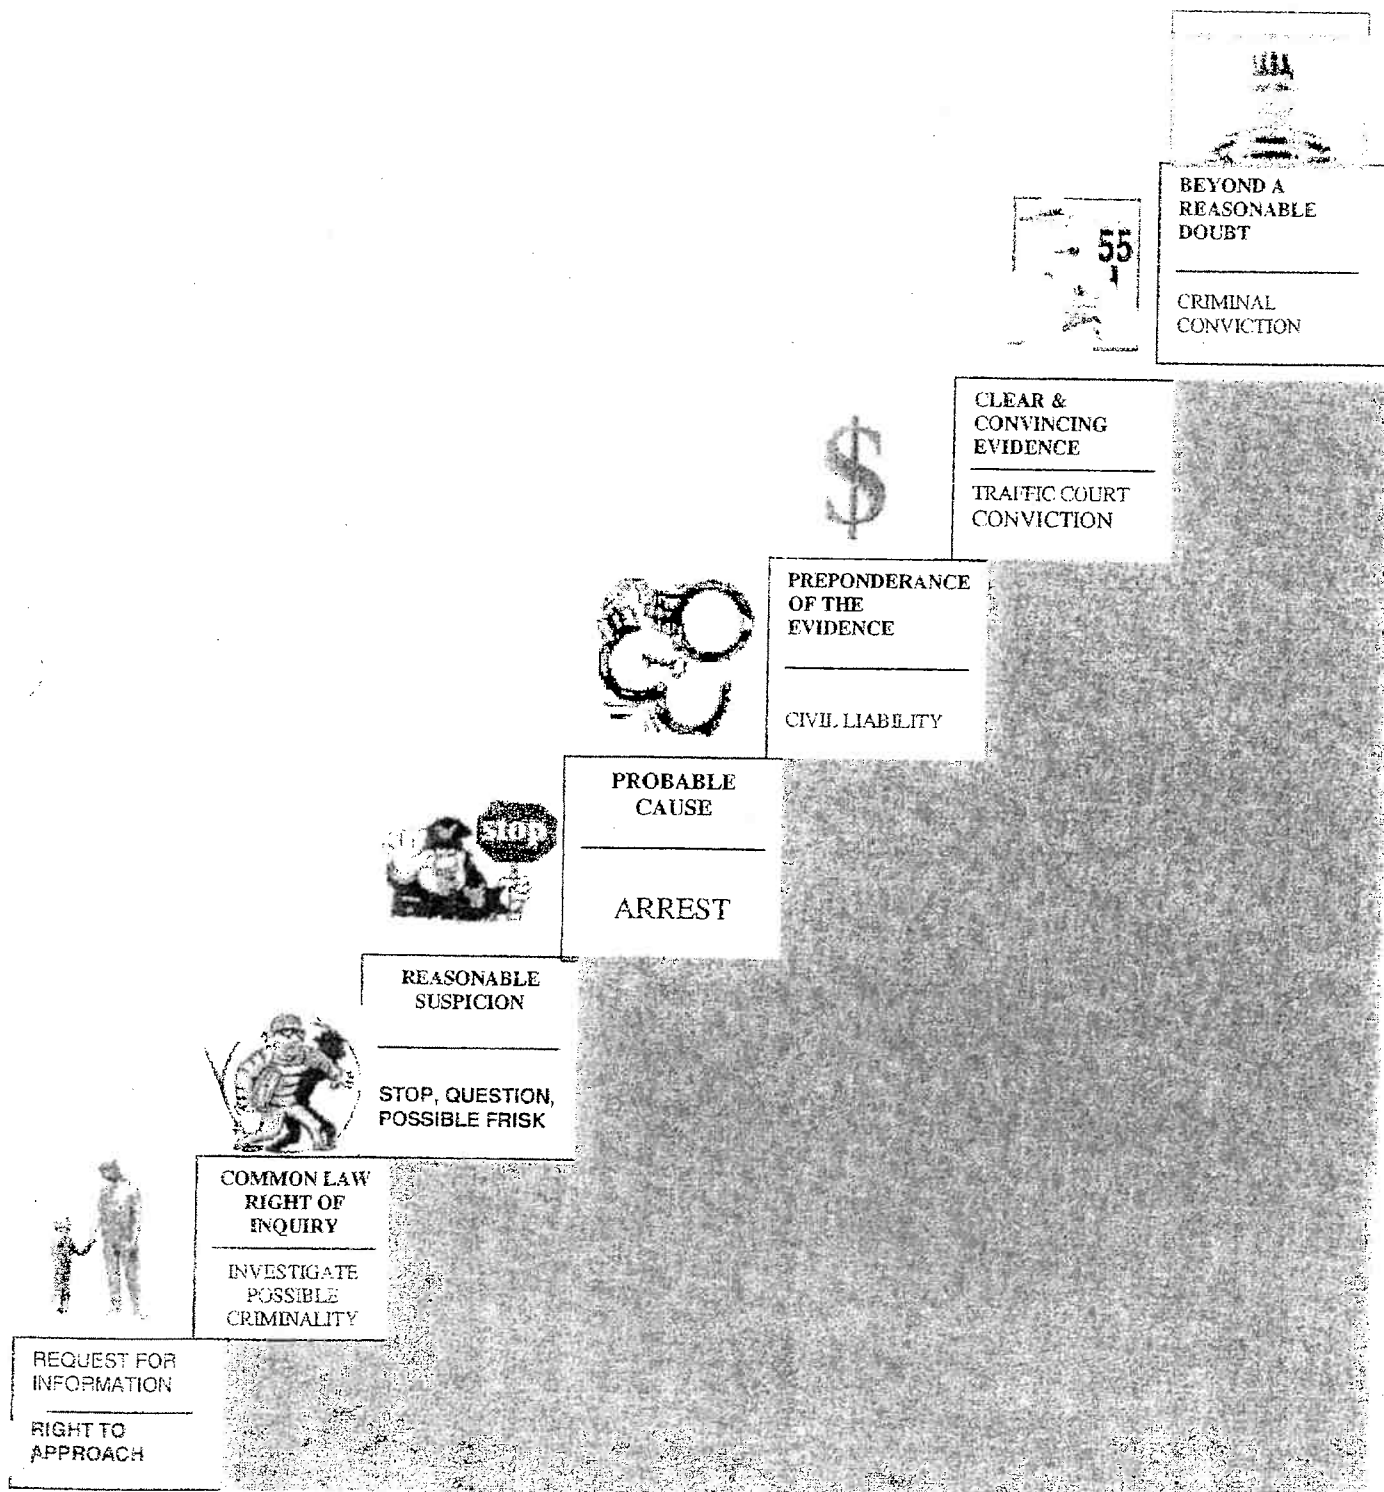 BEYOND A
REASONABLE
DOUBT
CRIMINAL
CONVICTION
55
CLEAR &
CONVINCING
EVIDENCE
TRAFFIC COURT
CONVICTION
$
PREPONDERANCE
OF THE
EVIDENCE
CIVIL LIABILITY
PROBABLE
CAUSE
ARREST
stop
REASONABLE
SUSPICION
STOP, QUESTION,
POSSIBLE FRISK
COMMON LAW
RIGHT OF
INQUIRY
INVESTIGATE
POSSIBLE
CRIMINALITY
REQUEST FOR
INFORMATION
RIGHT TO
APPROACH